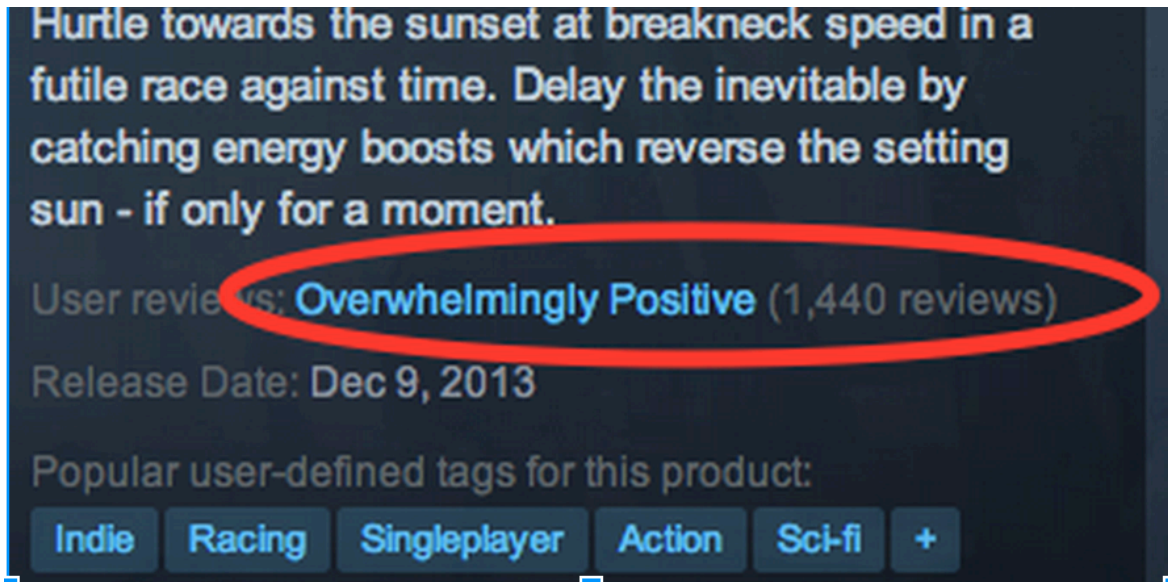 Hurtle towards the sunset at breakneck speed in a
futile race against time. Delay the inevitable by
catching energy boosts which reverse the setting
sun - if only for a moment.
User reviews: Overwhelmingly Positive (1,440 reviews)
Release Date: Dec 9, 2013
Popular user-defined tags for this product:
Indie Racing Singleplayer Action Sci-fi +